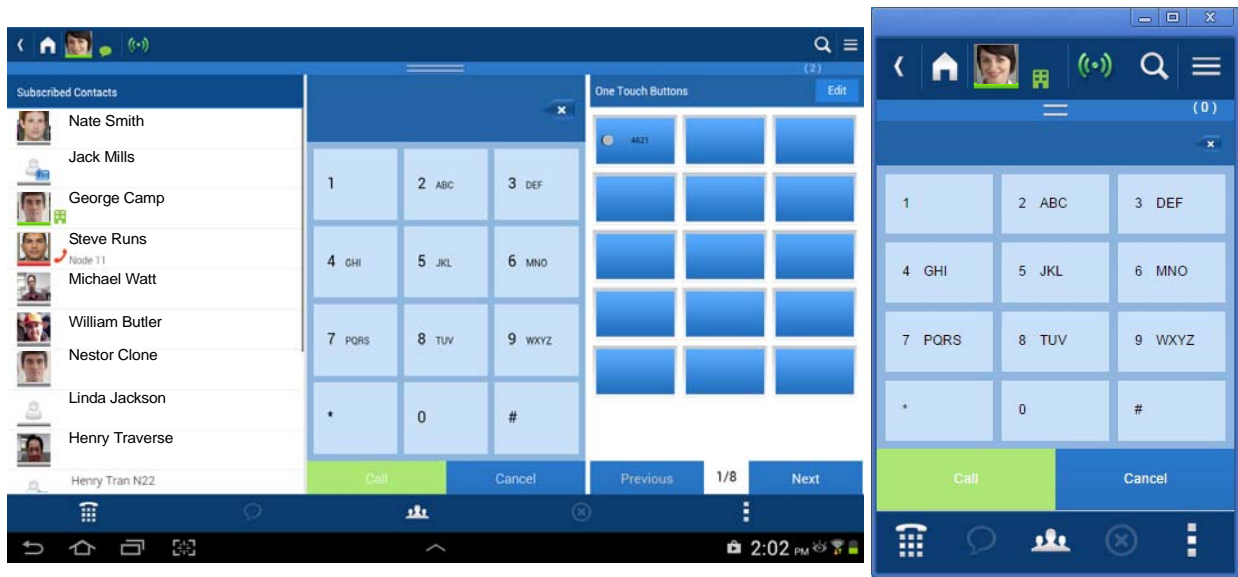 (2)
Subscribed Contacts
Nate Smith
Jack Mills
George Camp
Steve Runs
Node 11
Michael Watt
William Butler
Nestor Clone
Linda Jackson
Henry Traverse
Henry Tran N22
1 2 ABC 3 DEF
4 GHI 5 JKL 6 MNO
7 PQRS 8 TUV 9 WXYZ
* 0 #
Call Cancel
One Touch Buttons Edit
4621
Previous 1/8 Next
2:02 PM
(0)
1 2 ABC 3 DEF
4 GHI 5 JKL 6 MNO
7 PQRS 8 TUV 9 WXYZ
* 0 #
Call Cancel